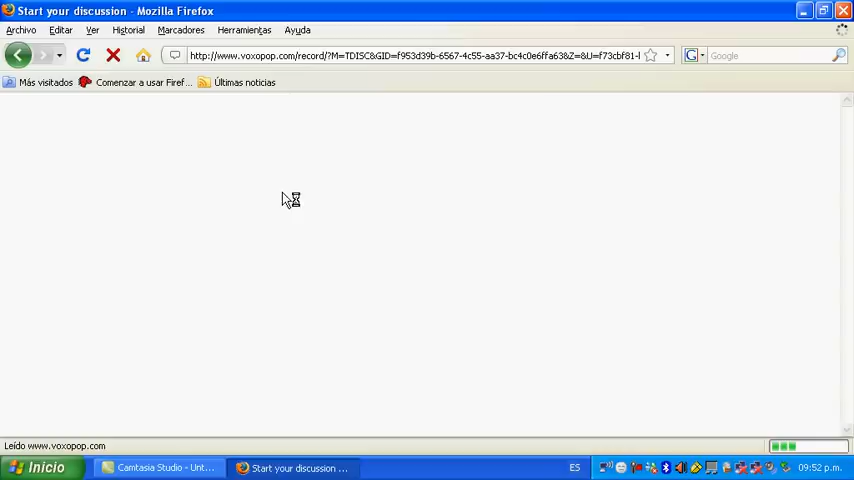 Start your discussion - Mozilla Firefox
Archivo Editar Ver Historial Marcadores Herramientas Ayuda
http://www.voxopop.com/record/?M=TDISC&GID=f953d39b-6567-4c55-aa37-bc4c0e6ffa63&Z=&U=f73cbf81-l
G Google
Más visitados Comenzar a usar Firef... Últimas noticias
Leído www.voxopop.com
Inicio Camtasia Studio - Unt... Start your discussion ... ES 09:52 p.m.